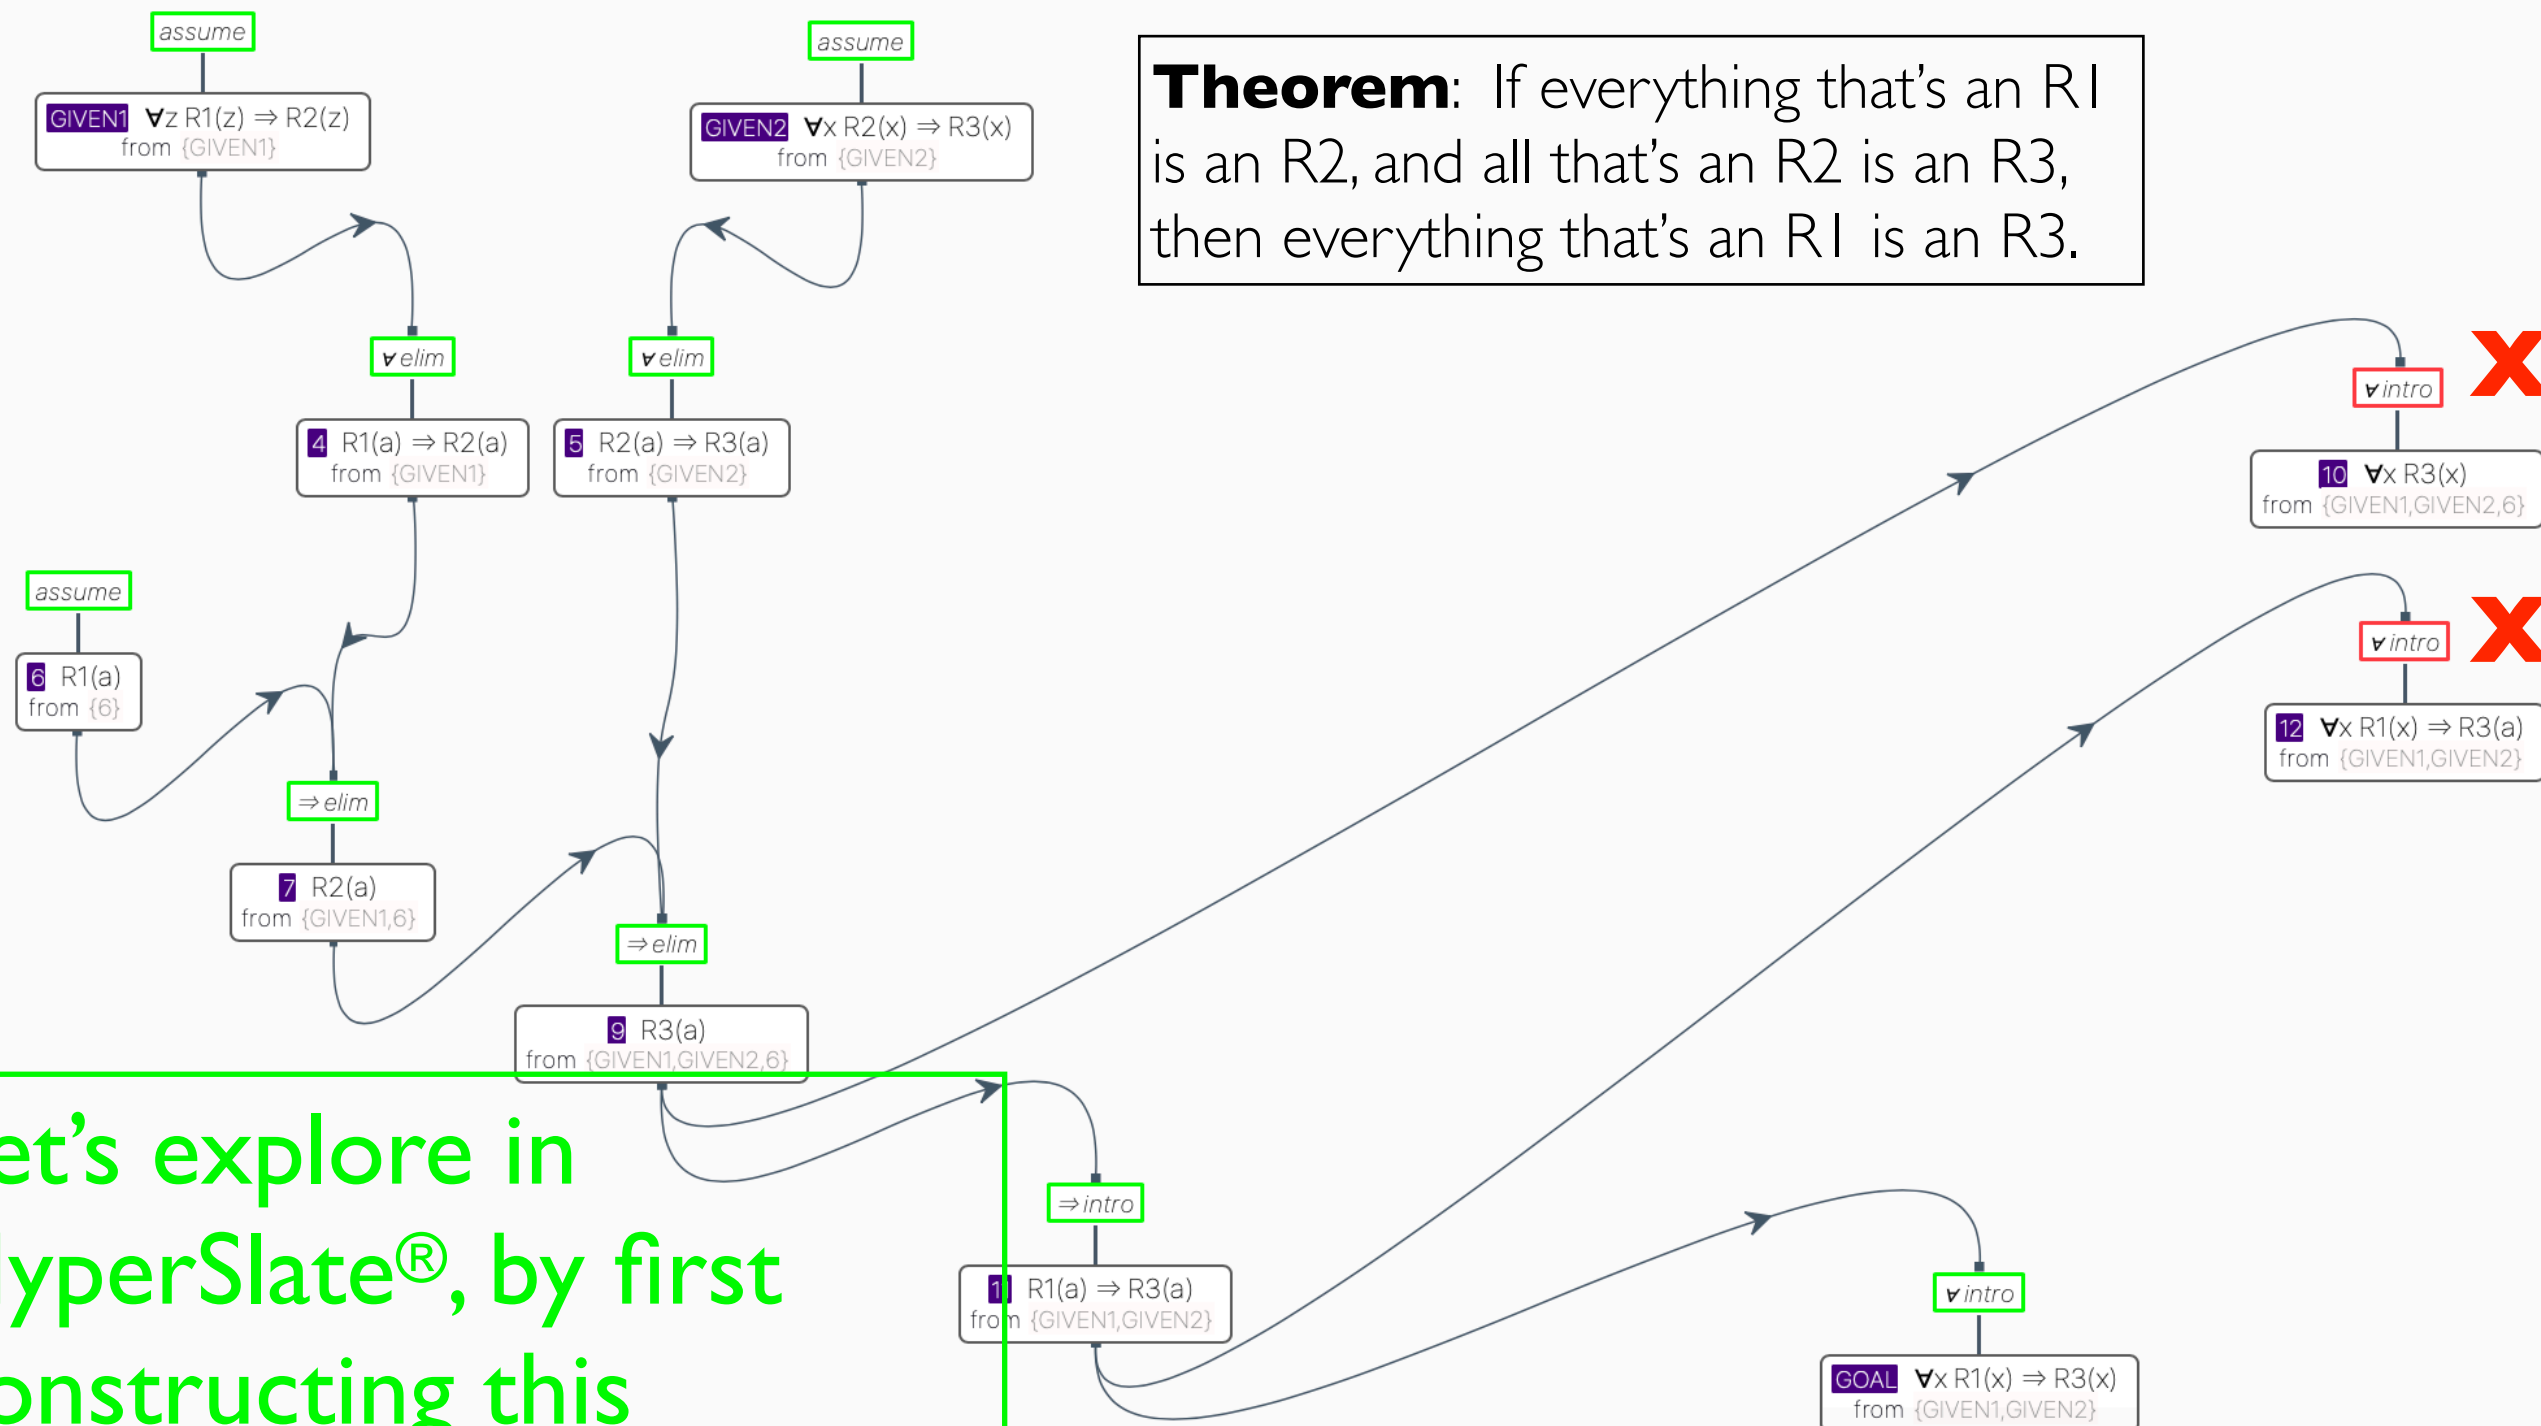 assume
GIVEN1 ∀z R1(z) ⇒ R2(z)
from {GIVEN1}
assume
GIVEN2 ∀x R2(x) ⇒ R3(x)
from {GIVEN2}
Theorem: If everything that's an R1
is an R2, and all that's an R2 is an R3,
then everything that's an R1 is an R3.
∀ elim
4 R1(a) ⇒ R2(a)
from {GIVEN1}
∀ elim
5 R2(a) ⇒ R3(a)
from {GIVEN2}
∀ intro
X
10 ∀x R3(x)
from {GIVEN1,GIVEN2,6}
assume
6 R1(a)
from {6}
∀ intro
X
12 ∀x R1(x) ⇒ R3(a)
from {GIVEN1,GIVEN2}
⇒ elim
7 R2(a)
from {GIVEN1,6}
⇒ elim
9 R3(a)
from {GIVEN1,GIVEN2,6}
et's explore in
yperSlate®, by first
onstructing this
⇒ intro
11 R1(a) ⇒ R3(a)
from {GIVEN1,GIVEN2}
∀ intro
GOAL ∀x R1(x) ⇒ R3(x)
from {GIVEN1,GIVEN2}